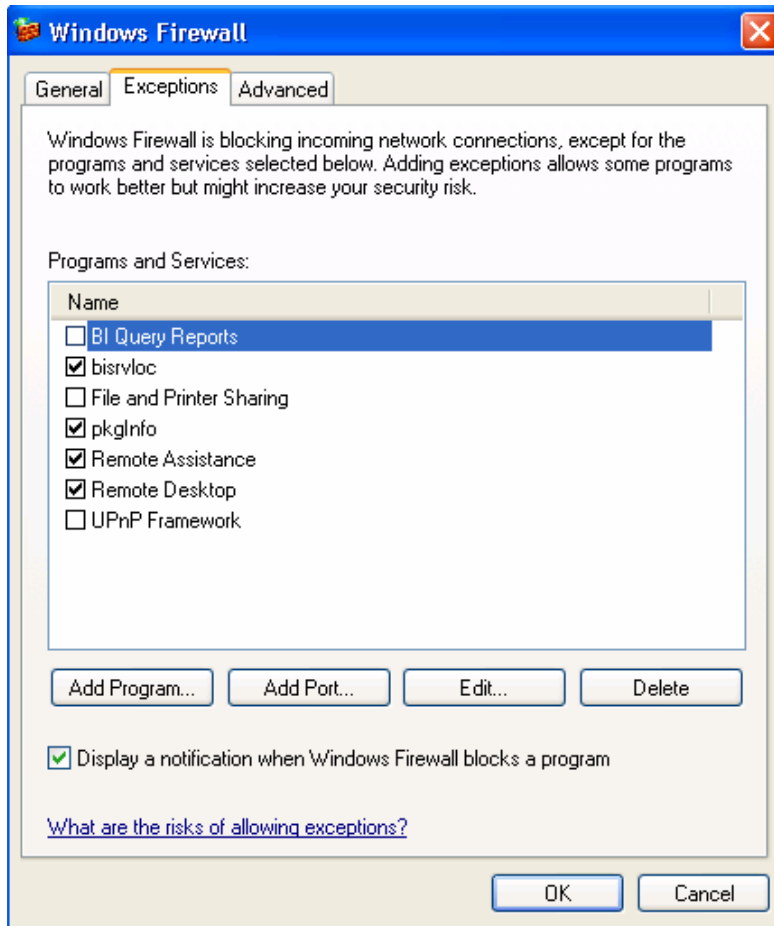 Windows Firewall
General Exceptions Advanced
Windows Firewall is blocking incoming network connections, except for the
programs and services selected below. Adding exceptions allows some programs
to work better but might increase your security risk.
Programs and Services:
Name
BI Query Reports
bisrvloc
File and Printer Sharing
pkgInfo
Remote Assistance
Remote Desktop
UPnP Framework
Add Program... Add Port... Edit... Delete
Display a notification when Windows Firewall blocks a program
What are the risks of allowing exceptions?
OK Cancel